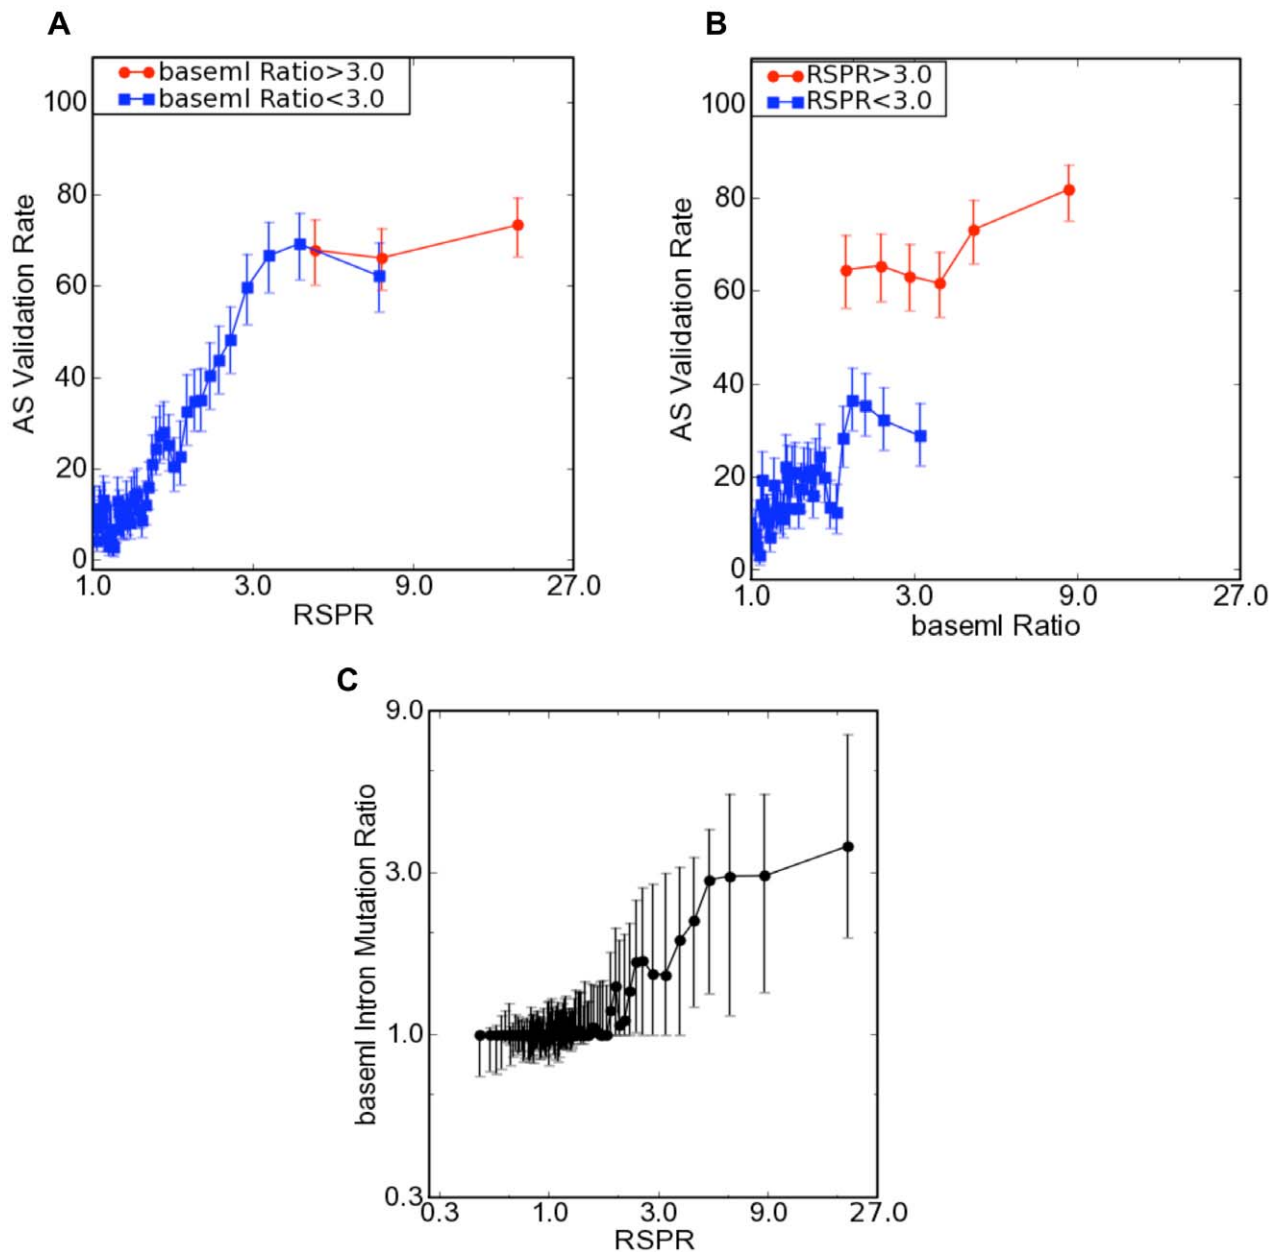 A
baseml Ratio>3.0
baseml Ratio<3.0
100
80
60
40
20
0
AS Validation Rate
1.0 3.0 9.0 27.0
RSPR
B
RSPR>3.0
RSPR<3.0
100
80
60
40
20
0
AS Validation Rate
1.0 3.0 9.0 27.0
baseml Ratio
C
9.0
3.0
1.0
0.3
baseml Intron Mutation Ratio
0.3 1.0 3.0 9.0 27.0
RSPR